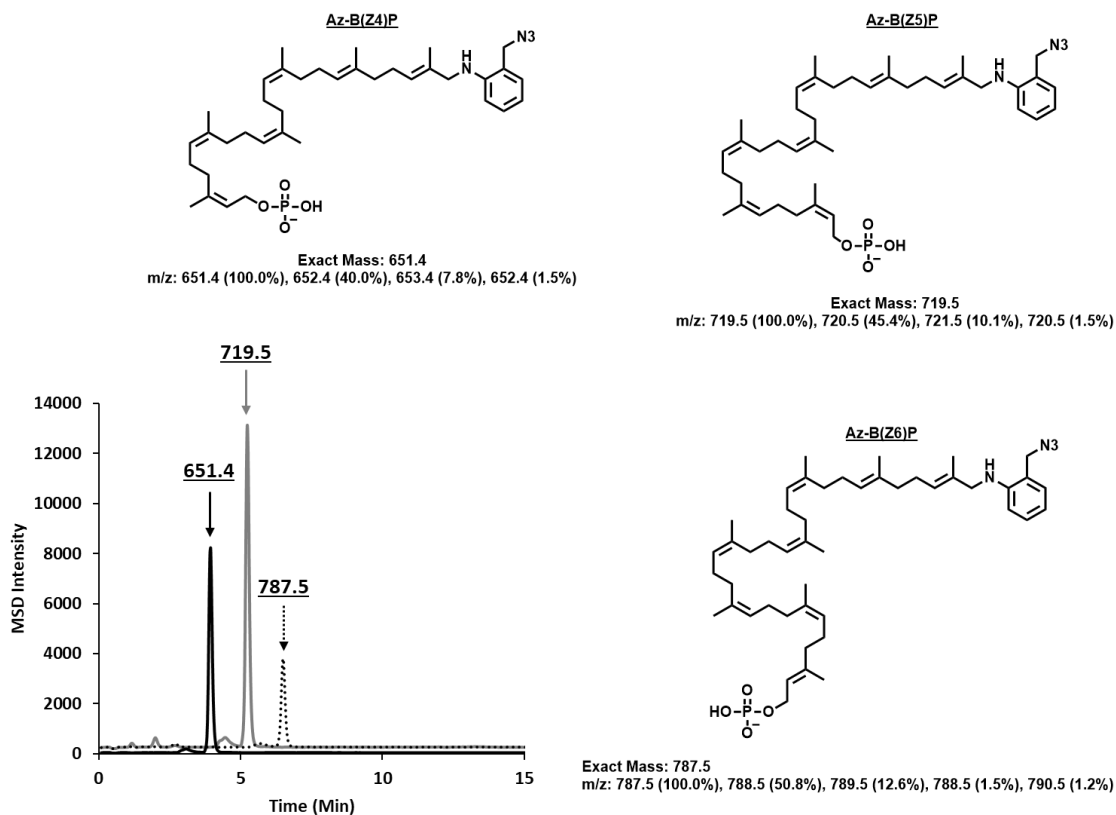 Az-B(Z4)P
N3
H
N
O
O
P
OH
O−
Exact Mass: 651.4
m/z: 651.4 (100.0%), 652.4 (40.0%), 653.4 (7.8%), 652.4 (1.5%)
Az-B(Z5)P
N3
H
N
O
O
P
OH
O−
Exact Mass: 719.5
m/z: 719.5 (100.0%), 720.5 (45.4%), 721.5 (10.1%), 720.5 (1.5%)
719.5
651.4
787.5
MSD Intensity
14000
12000
10000
8000
6000
4000
2000
0
0 5 10 15
Time (Min)
Az-B(Z6)P
N3
H
N
O
HO
P
O
O−
Exact Mass: 787.5
m/z: 787.5 (100.0%), 788.5 (50.8%), 789.5 (12.6%), 788.5 (1.5%), 790.5 (1.2%)